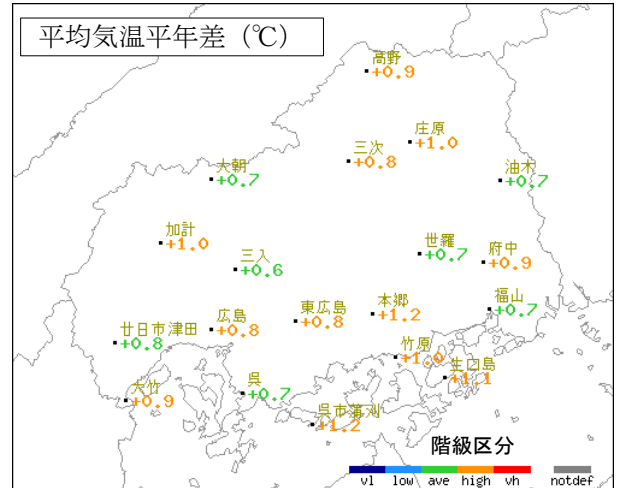 平均気温平年差（℃）
高野
+0.9
庄原
+1.0
三次
+0.8
大朝
+0.7
油木
+0.7
加計
+1.0
三入
+0.6
世羅
+0.7
府中
+0.9
福山
+0.7
本郷
+1.2
東広島
+0.8
広島
+0.8
廿日市津田
+0.8
竹原
+1.0
生口島
+1.1
大竹
+0.9
呉
+0.7
呉市蒲刈
+1.2
階級区分
vl low ave high vh notdef